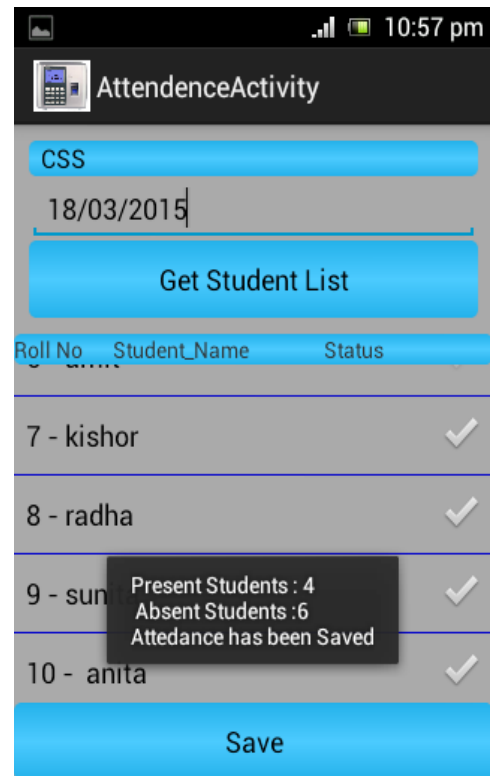 10:57 pm
AttendenceActivity
CSS
18/03/2015
Get Student List
Roll No Student_Name Status
7 - kishor
8 - radha
9 - sun
Present Students : 4
Absent Students :6
Attedance has been Saved
10 - anita
Save